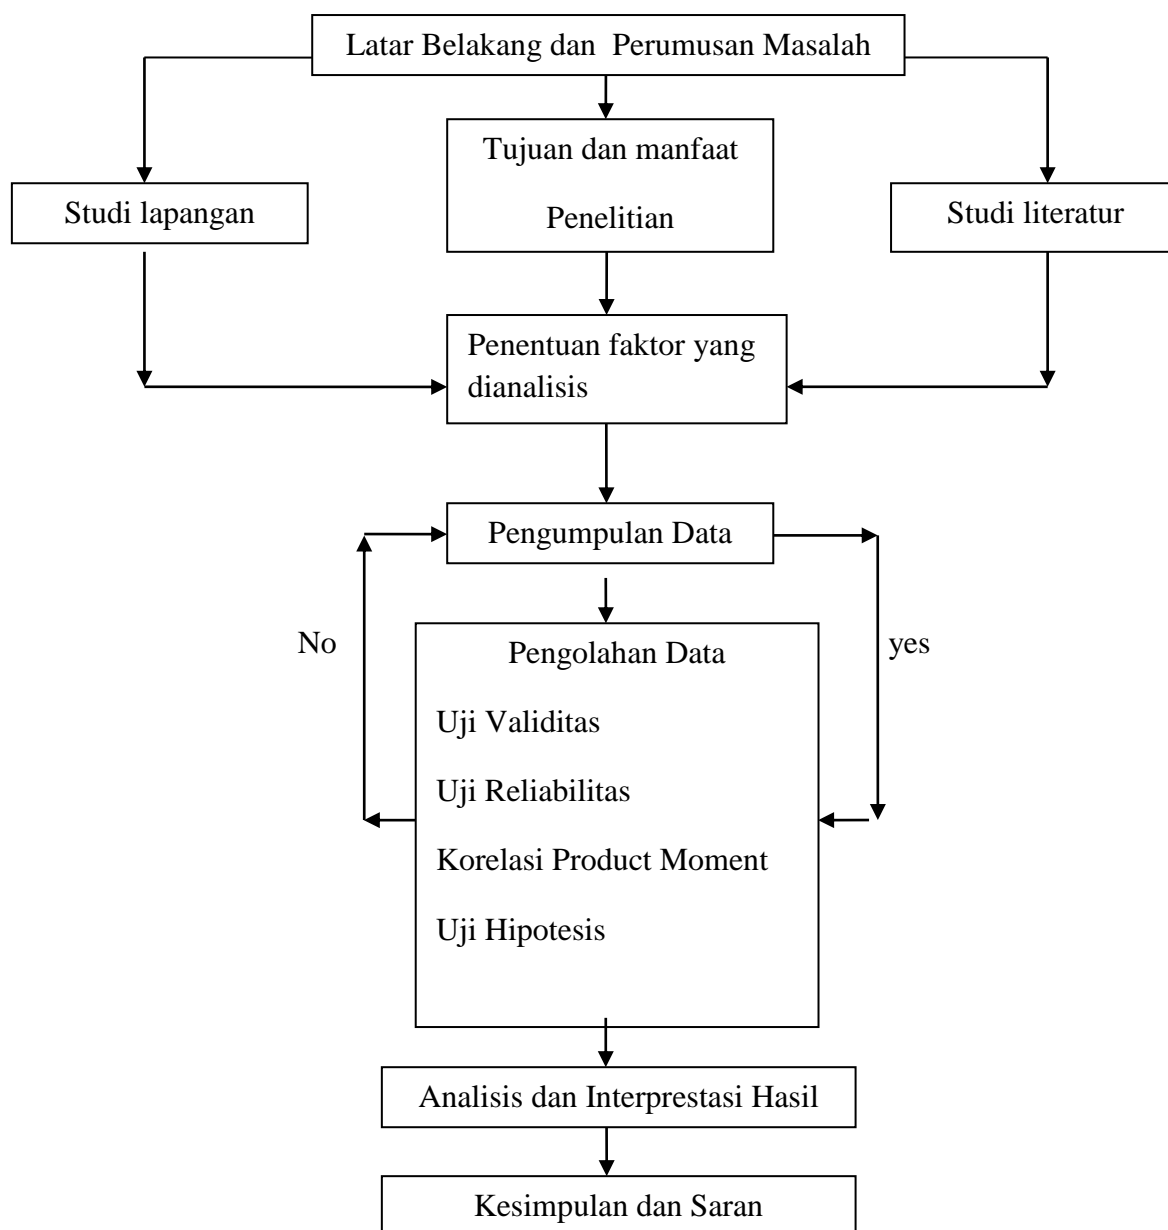 Latar Belakang dan Perumusan Masalah
Tujuan dan manfaat
Penelitian
Studi lapangan
Studi literatur
Penentuan faktor yang
dianalisis
Pengumpulan Data
No
yes
Pengolahan Data
Uji Validitas
Uji Reliabilitas
Korelasi Product Moment
Uji Hipotesis
Analisis dan Interprestasi Hasil
Kesimpulan dan Saran